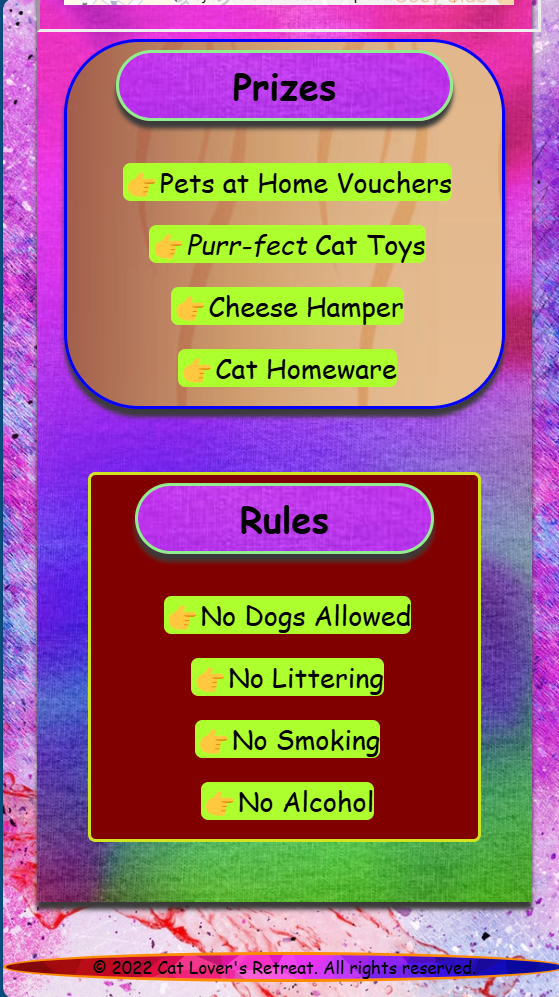 Prizes
👉Pets at Home Vouchers
👉Purr-fect Cat Toys
👉Cheese Hamper
👉Cat Homeware
Rules
👉No Dogs Allowed
👉No Littering
👉No Smoking
👉No Alcohol
© 2022 Cat Lover's Retreat. All rights reserved.